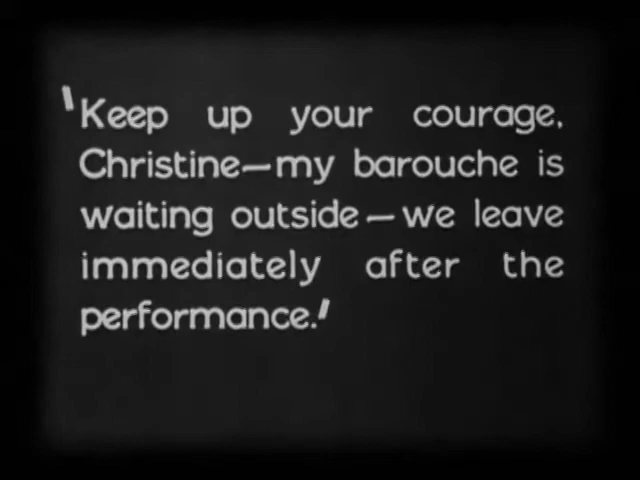 'Keep up your courage,
Christine—my barouche is
waiting outside—we leave
immediately after the
performance.'